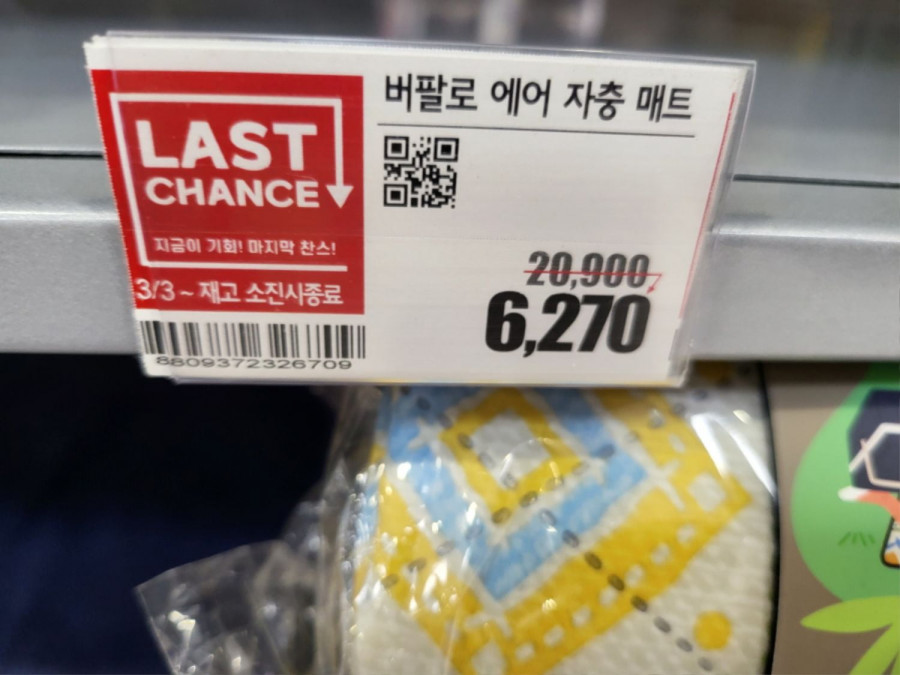 LAST
CHANCE
지금이 기회! 마지막 찬스!
3/3 ~ 재고 소진시종료
8809372326709
버팔로 에어 자충 매트
20,900
6,270